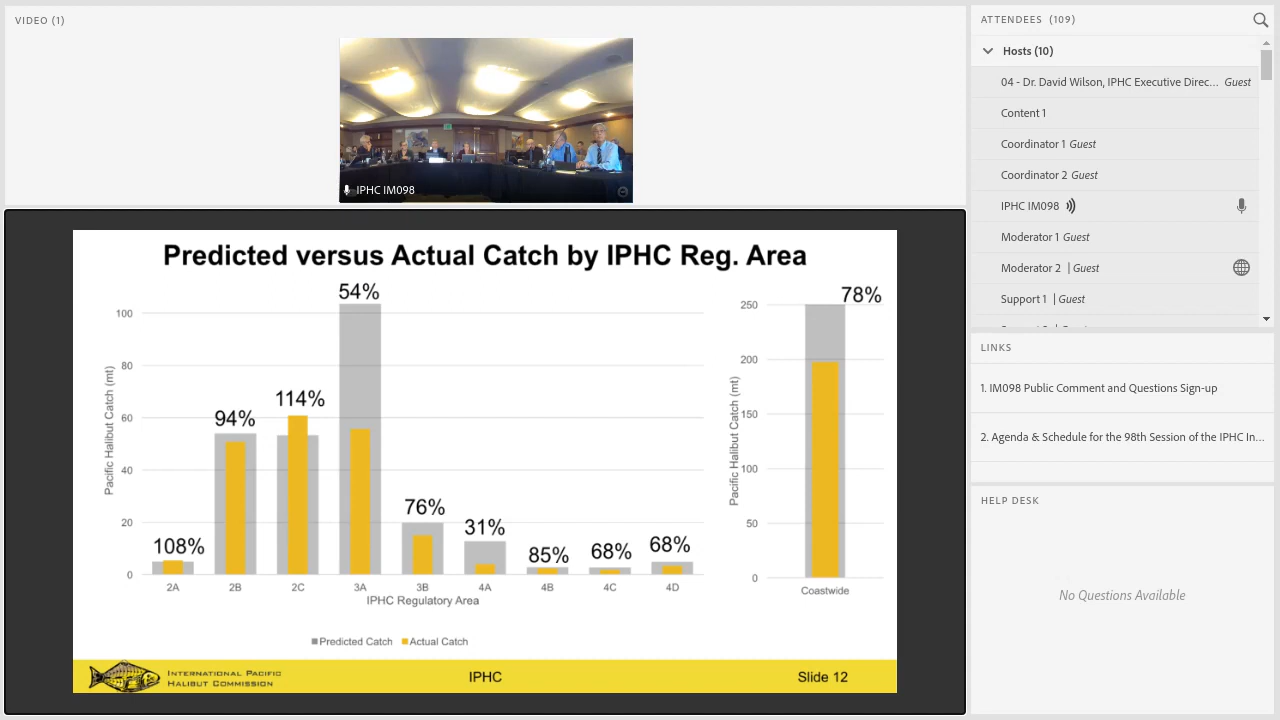 VIDEO (1)
IPHC IM098
Predicted versus Actual Catch by IPHC Reg. Area
Pacific Halibut Catch (mt)
100
80
60
40
20
0
108%
94%
114%
54%
76%
31%
85%
68%
68%
2A
2B
2C
3A
3B
4A
4B
4C
4D
IPHC Regulatory Area
Predicted Catch
Actual Catch
Pacific Halibut Catch (mt)
250
200
150
100
50
0
78%
Coastwide
INTERNATIONAL PACIFIC
HALIBUT COMMISSION
IPHC
Slide 12
ATTENDEES (109)
Hosts (10)
04 - Dr. David Wilson, IPHC Executive Direc... Guest
Content 1
Coordinator 1 Guest
Coordinator 2 Guest
IPHC IM098
Moderator 1 Guest
Moderator 2 | Guest
Support 1 | Guest
LINKS
1. IM098 Public Comment and Questions Sign-up
2. Agenda & Schedule for the 98th Session of the IPHC In...
HELP DESK
No Questions Available